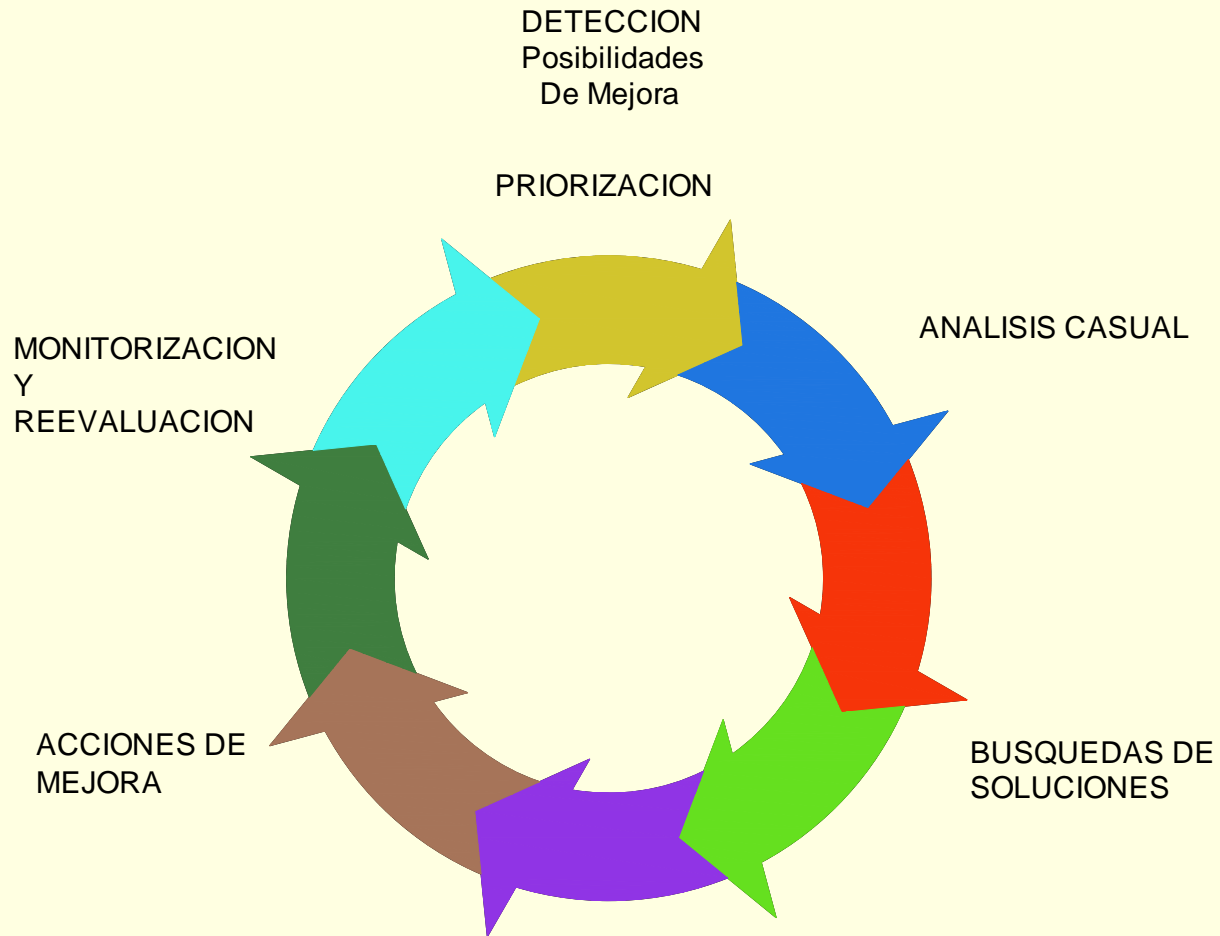 DETECCION
Posibilidades
De Mejora
PRIORIZACION
ANALISIS CASUAL
MONITORIZACION
Y
REEVALUACION
BUSQUEDAS DE
SOLUCIONES
ACCIONES DE
MEJORA